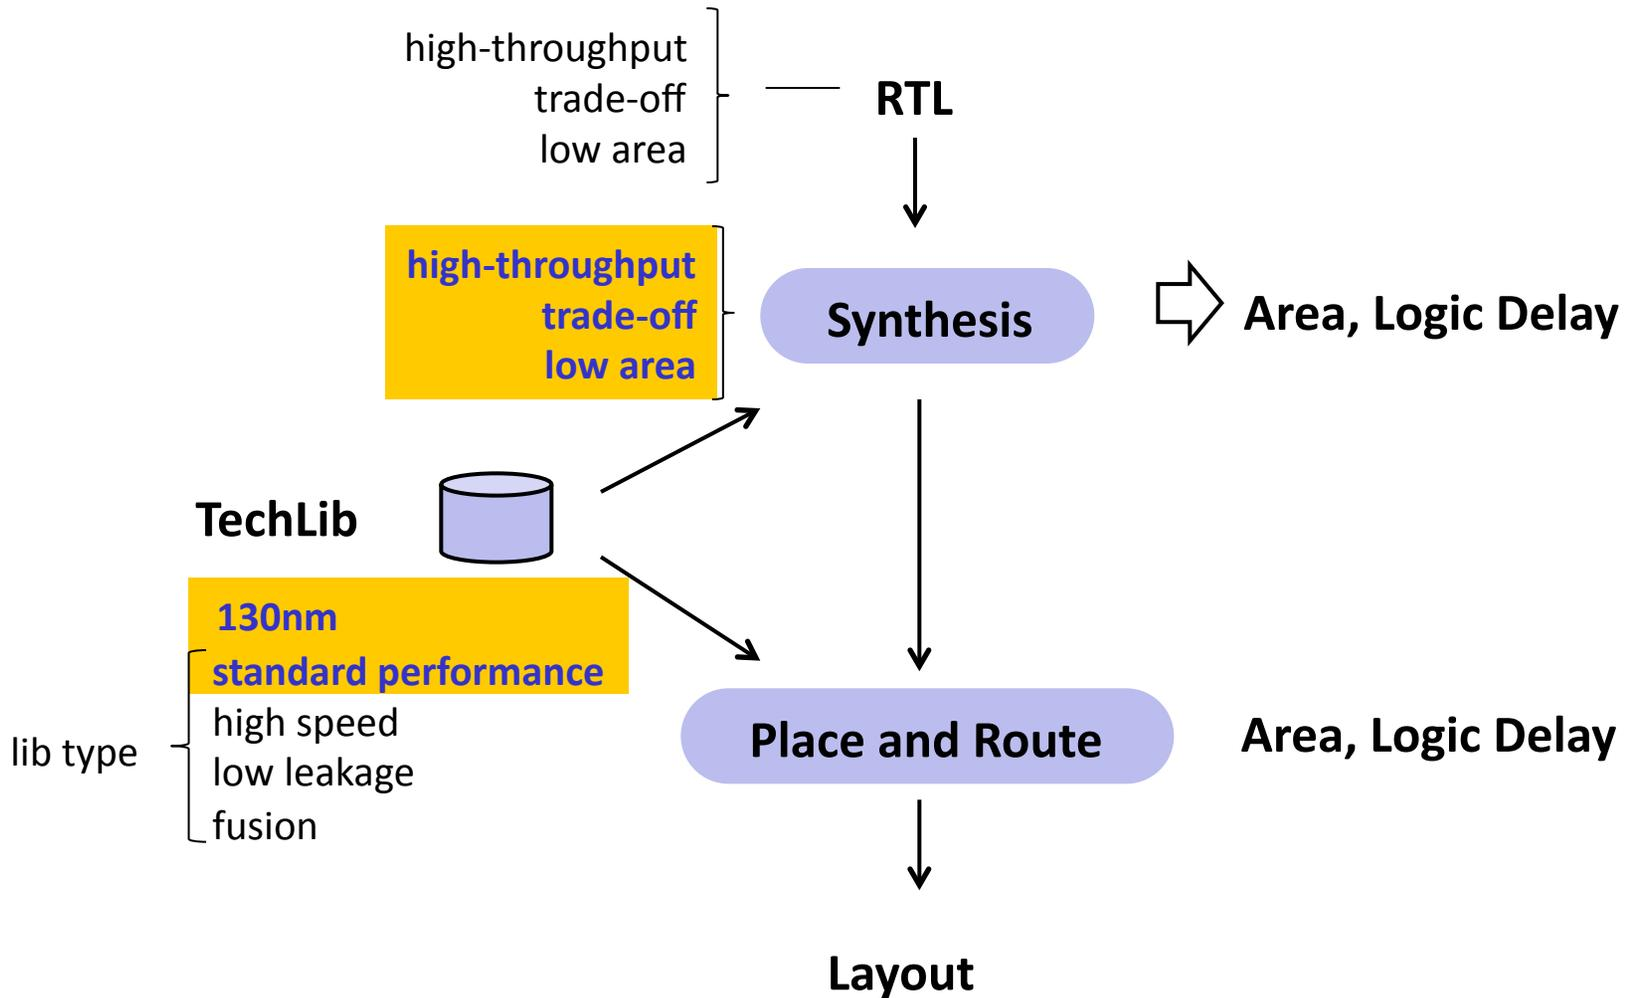 high-throughput
trade-off
low area
RTL
high-throughput
trade-off
low area
Synthesis
Area, Logic Delay
TechLib
130nm
standard performance
high speed
low leakage
fusion
lib type
Place and Route
Area, Logic Delay
Layout